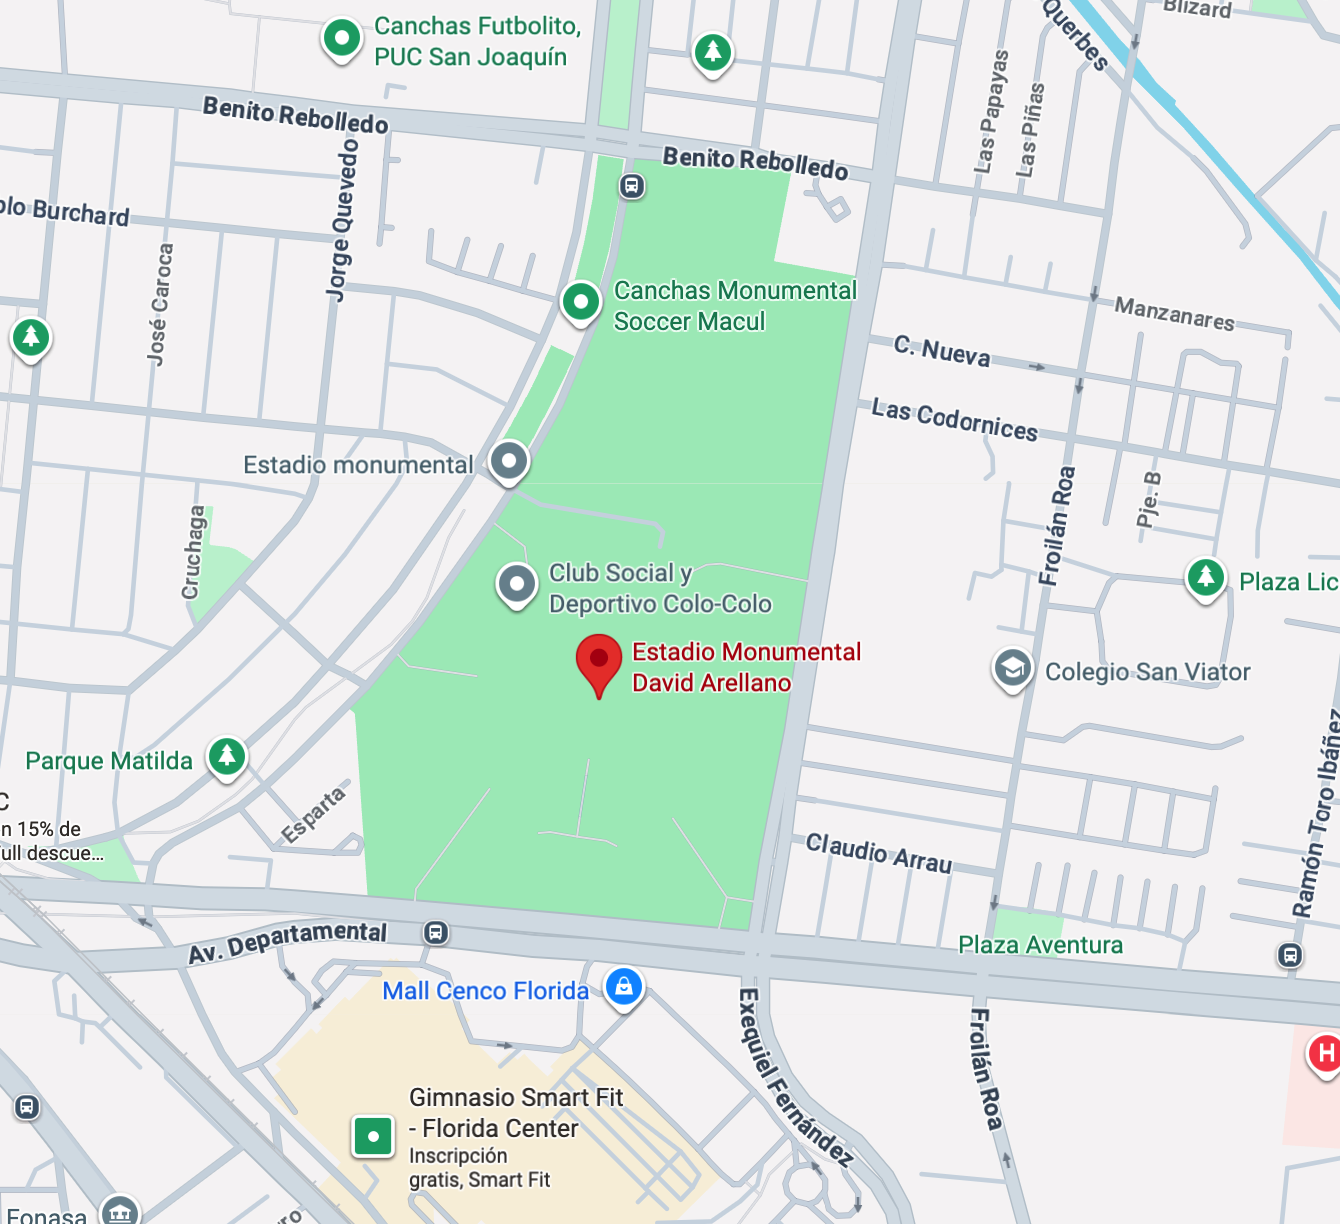 Canchas Futbolito,
PUC San Joaquín
Querbes
Blizard
Benito Rebolledo
Benito Rebolledo
Las Papayas
Las Piñas
Burchard
José Caroca
Jorge Quevedo
Canchas Monumental
Soccer Macul
Manzanares
C. Nueva
Las Codornices
Estadio monumental
Froilán Roa
Pje. B
Cruchaga
Club Social y
Deportivo Colo-Colo
Plaza Lic
Estadio Monumental
David Arellano
Colegio San Viator
Parque Matilda
Esparta
C
n 15% de
full descue...
Claudio Arrau
Ramón Toro Ibáñez
Av. Departamental
Plaza Aventura
Mall Cenco Florida
Exequiel Fernández
Froilán Roa
H
Gimnasio Smart Fit
- Florida Center
Inscripción
gratis, Smart Fit
Fonasa